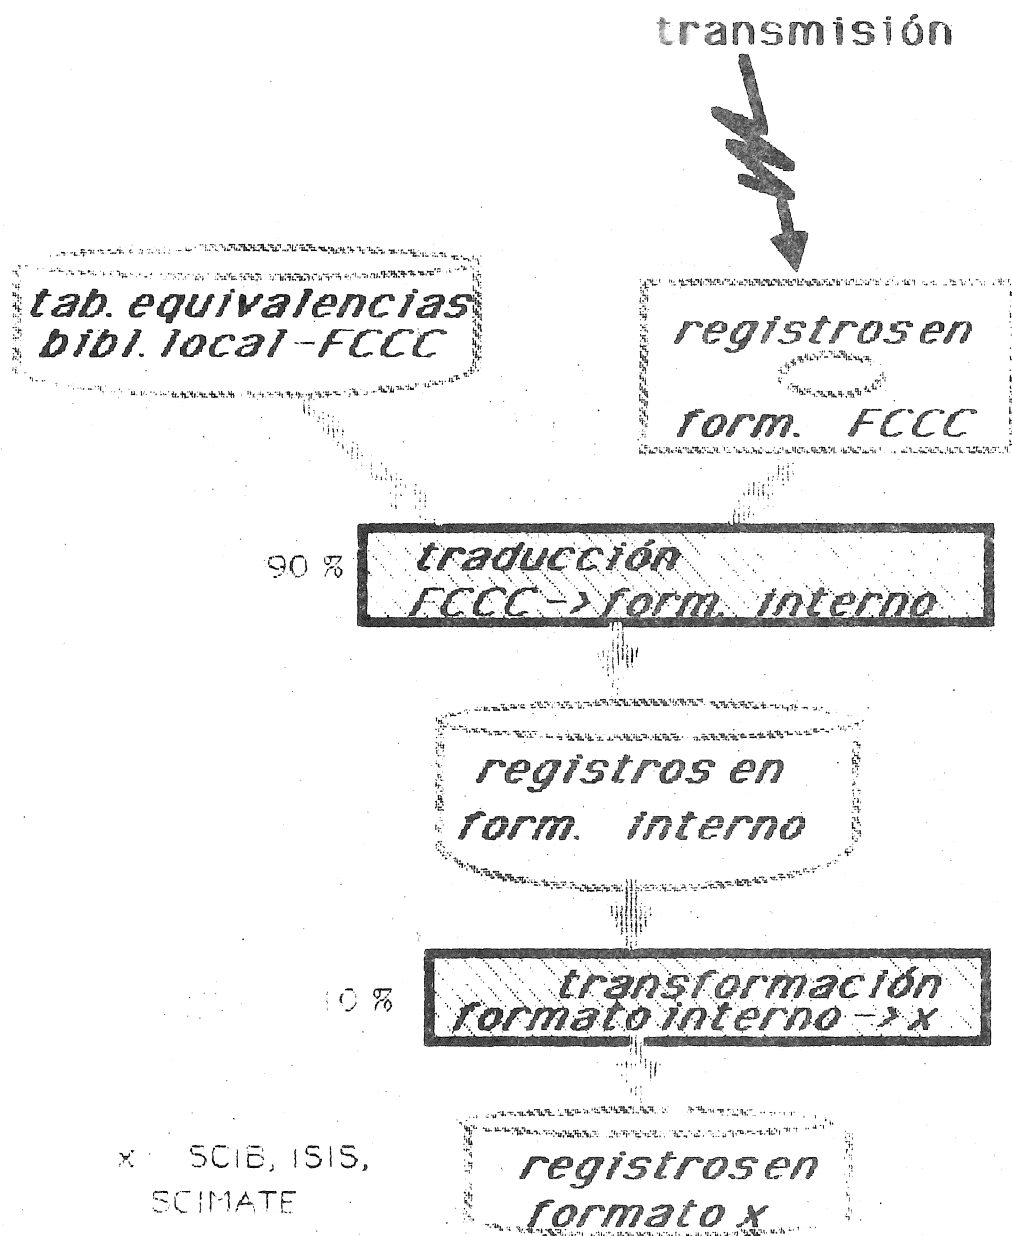 transmisión
tab. equivalencias
bibl. local-FCCC
registros en
form. FCCC
90 %
traducción
FCCC-> form. interno
registros en
form. interno
10 %
transformación
formato interno -> x
x SCIB, ISIS,
SCIMATE
registros en
formato x